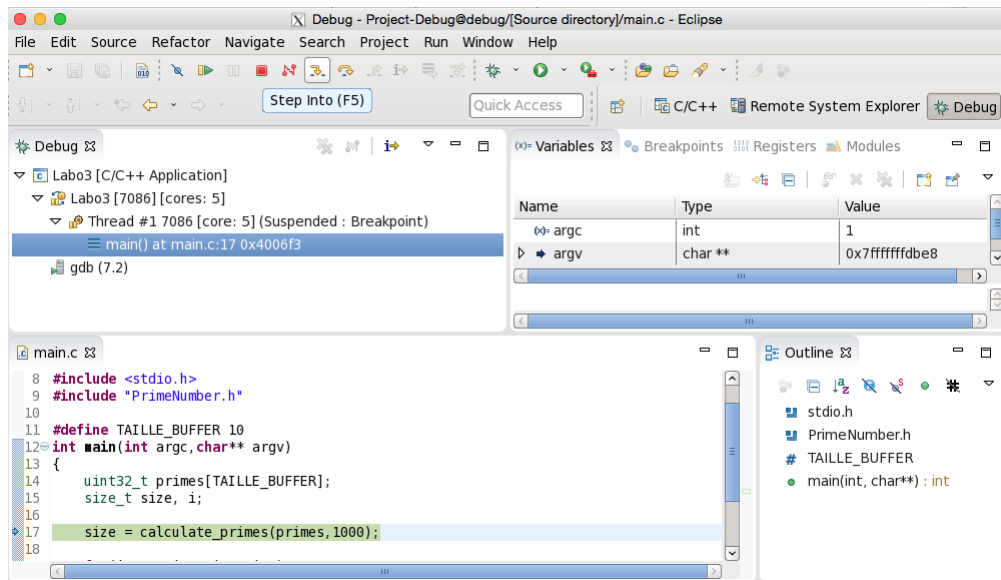 Debug - Project-Debug@debug/[Source directory]/main.c - Eclipse
File Edit Source Refactor Navigate Search Project Run Window Help
Step Into (F5)
Quick Access
C/C++ Remote System Explorer Debug
Debug
Labo3 [C/C++ Application]
Labo3 [7086] [cores: 5]
Thread #1 7086 [core: 5] (Suspended : Breakpoint)
main() at main.c:17 0x4006f3
gdb (7.2)
(x)= Variables Breakpoints Registers Modules
Name Type Value
(x)= argc int 1
argv char ** 0x7fffffffdbe8
main.c
8 #include <stdio.h>
9 #include "PrimeNumber.h"
10
11 #define TAILLE_BUFFER 10
12 int main(int argc,char** argv)
13 {
14 uint32_t primes[TAILLE_BUFFER];
15 size_t size, i;
16
17 size = calculate_primes(primes,1000);
18
Outline
stdio.h
PrimeNumber.h
# TAILLE_BUFFER
main(int, char**) : int